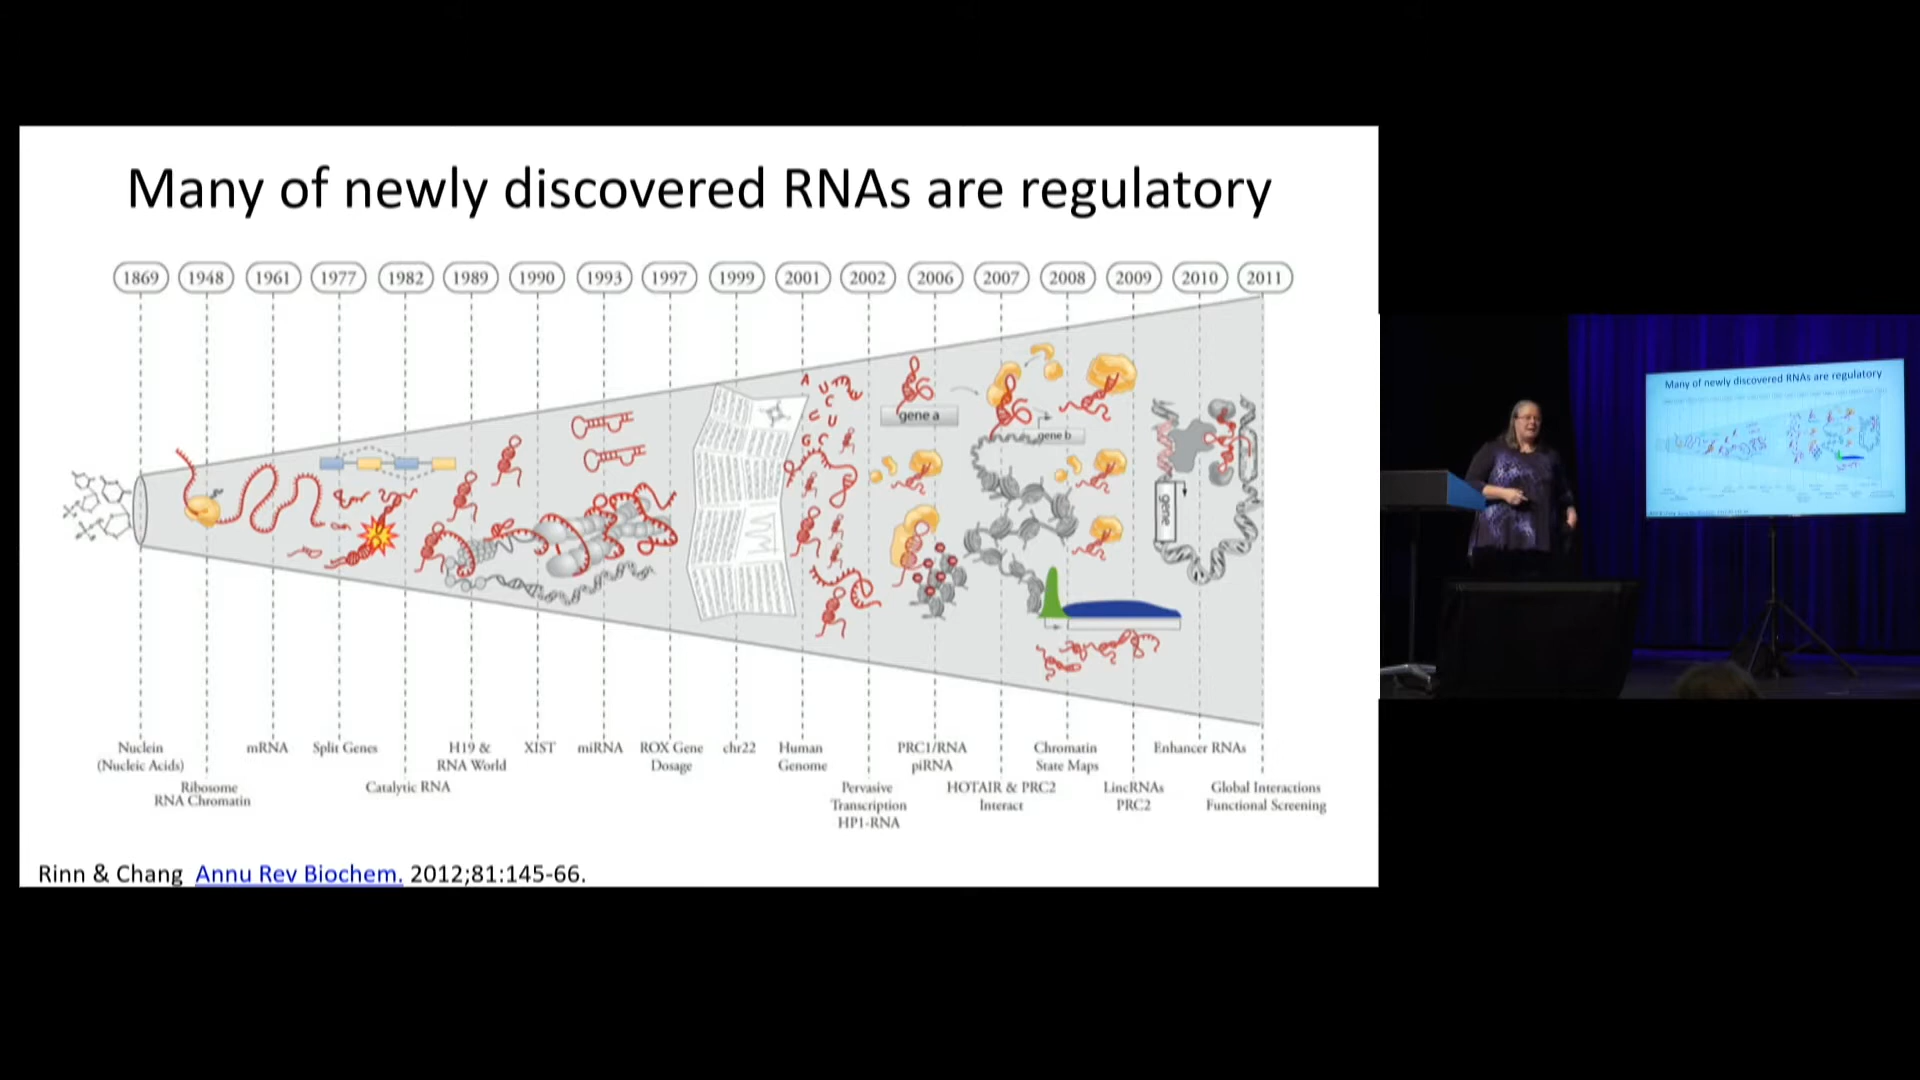 Many of newly discovered RNAs are regulatory
1869 1948 1961 1977 1982 1989 1990 1993 1997 1999 2001 2002 2006 2007 2008 2009 2010 2011
A U
C
C U
G C
gene a
gene b
gene
Nuclein
(Nucleic Acids)
Ribosome
RNA Chromatin
mRNA
Split Genes
Catalytic RNA
H19 &
RNA World
XIST
miRNA
ROX Gene
Dosage
chr22
Human
Genome
Pervasive
Transcription
HP1-RNA
PRC1/RNA
piRNA
HOTAIR & PRC2
Interact
Chromatin
State Maps
LincRNAs
PRC2
Enhancer RNAs
Global Interactions
Functional Screening
Rinn & Chang Annu Rev Biochem. 2012;81:145-66.
Many of newly discovered RNAs are regulatory